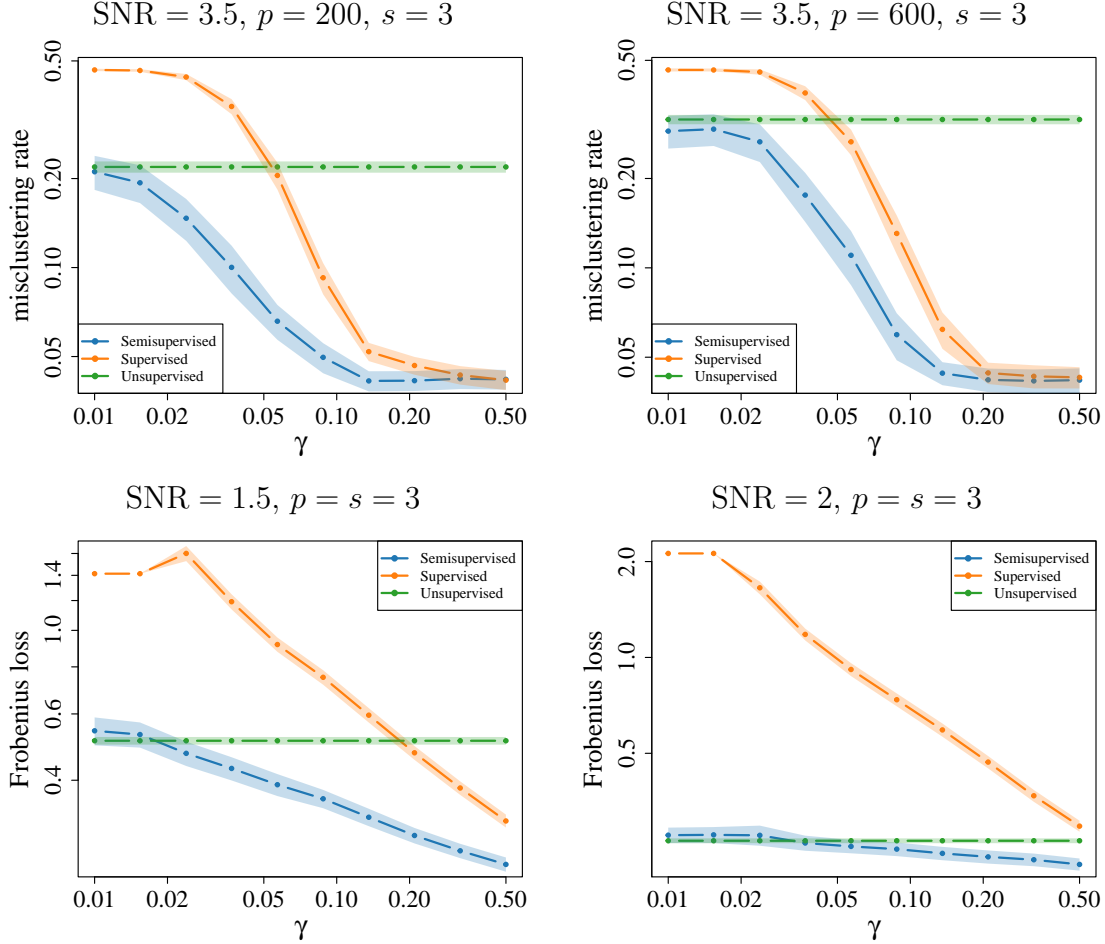 SNR = 3.5, p = 200, s = 3
misclustering rate
0.50
0.20
0.10
0.05
Semisupervised
Supervised
Unsupervised
0.01 0.02 0.05 0.10 0.20 0.50
γ
SNR = 3.5, p = 600, s = 3
misclustering rate
0.50
0.20
0.10
0.05
Semisupervised
Supervised
Unsupervised
0.01 0.02 0.05 0.10 0.20 0.50
γ
SNR = 1.5, p = s = 3
Frobenius loss
1.4
1.0
0.6
0.4
Semisupervised
Supervised
Unsupervised
0.01 0.02 0.05 0.10 0.20 0.50
γ
SNR = 2, p = s = 3
Frobenius loss
2.0
1.0
0.5
Semisupervised
Supervised
Unsupervised
0.01 0.02 0.05 0.10 0.20 0.50
γ